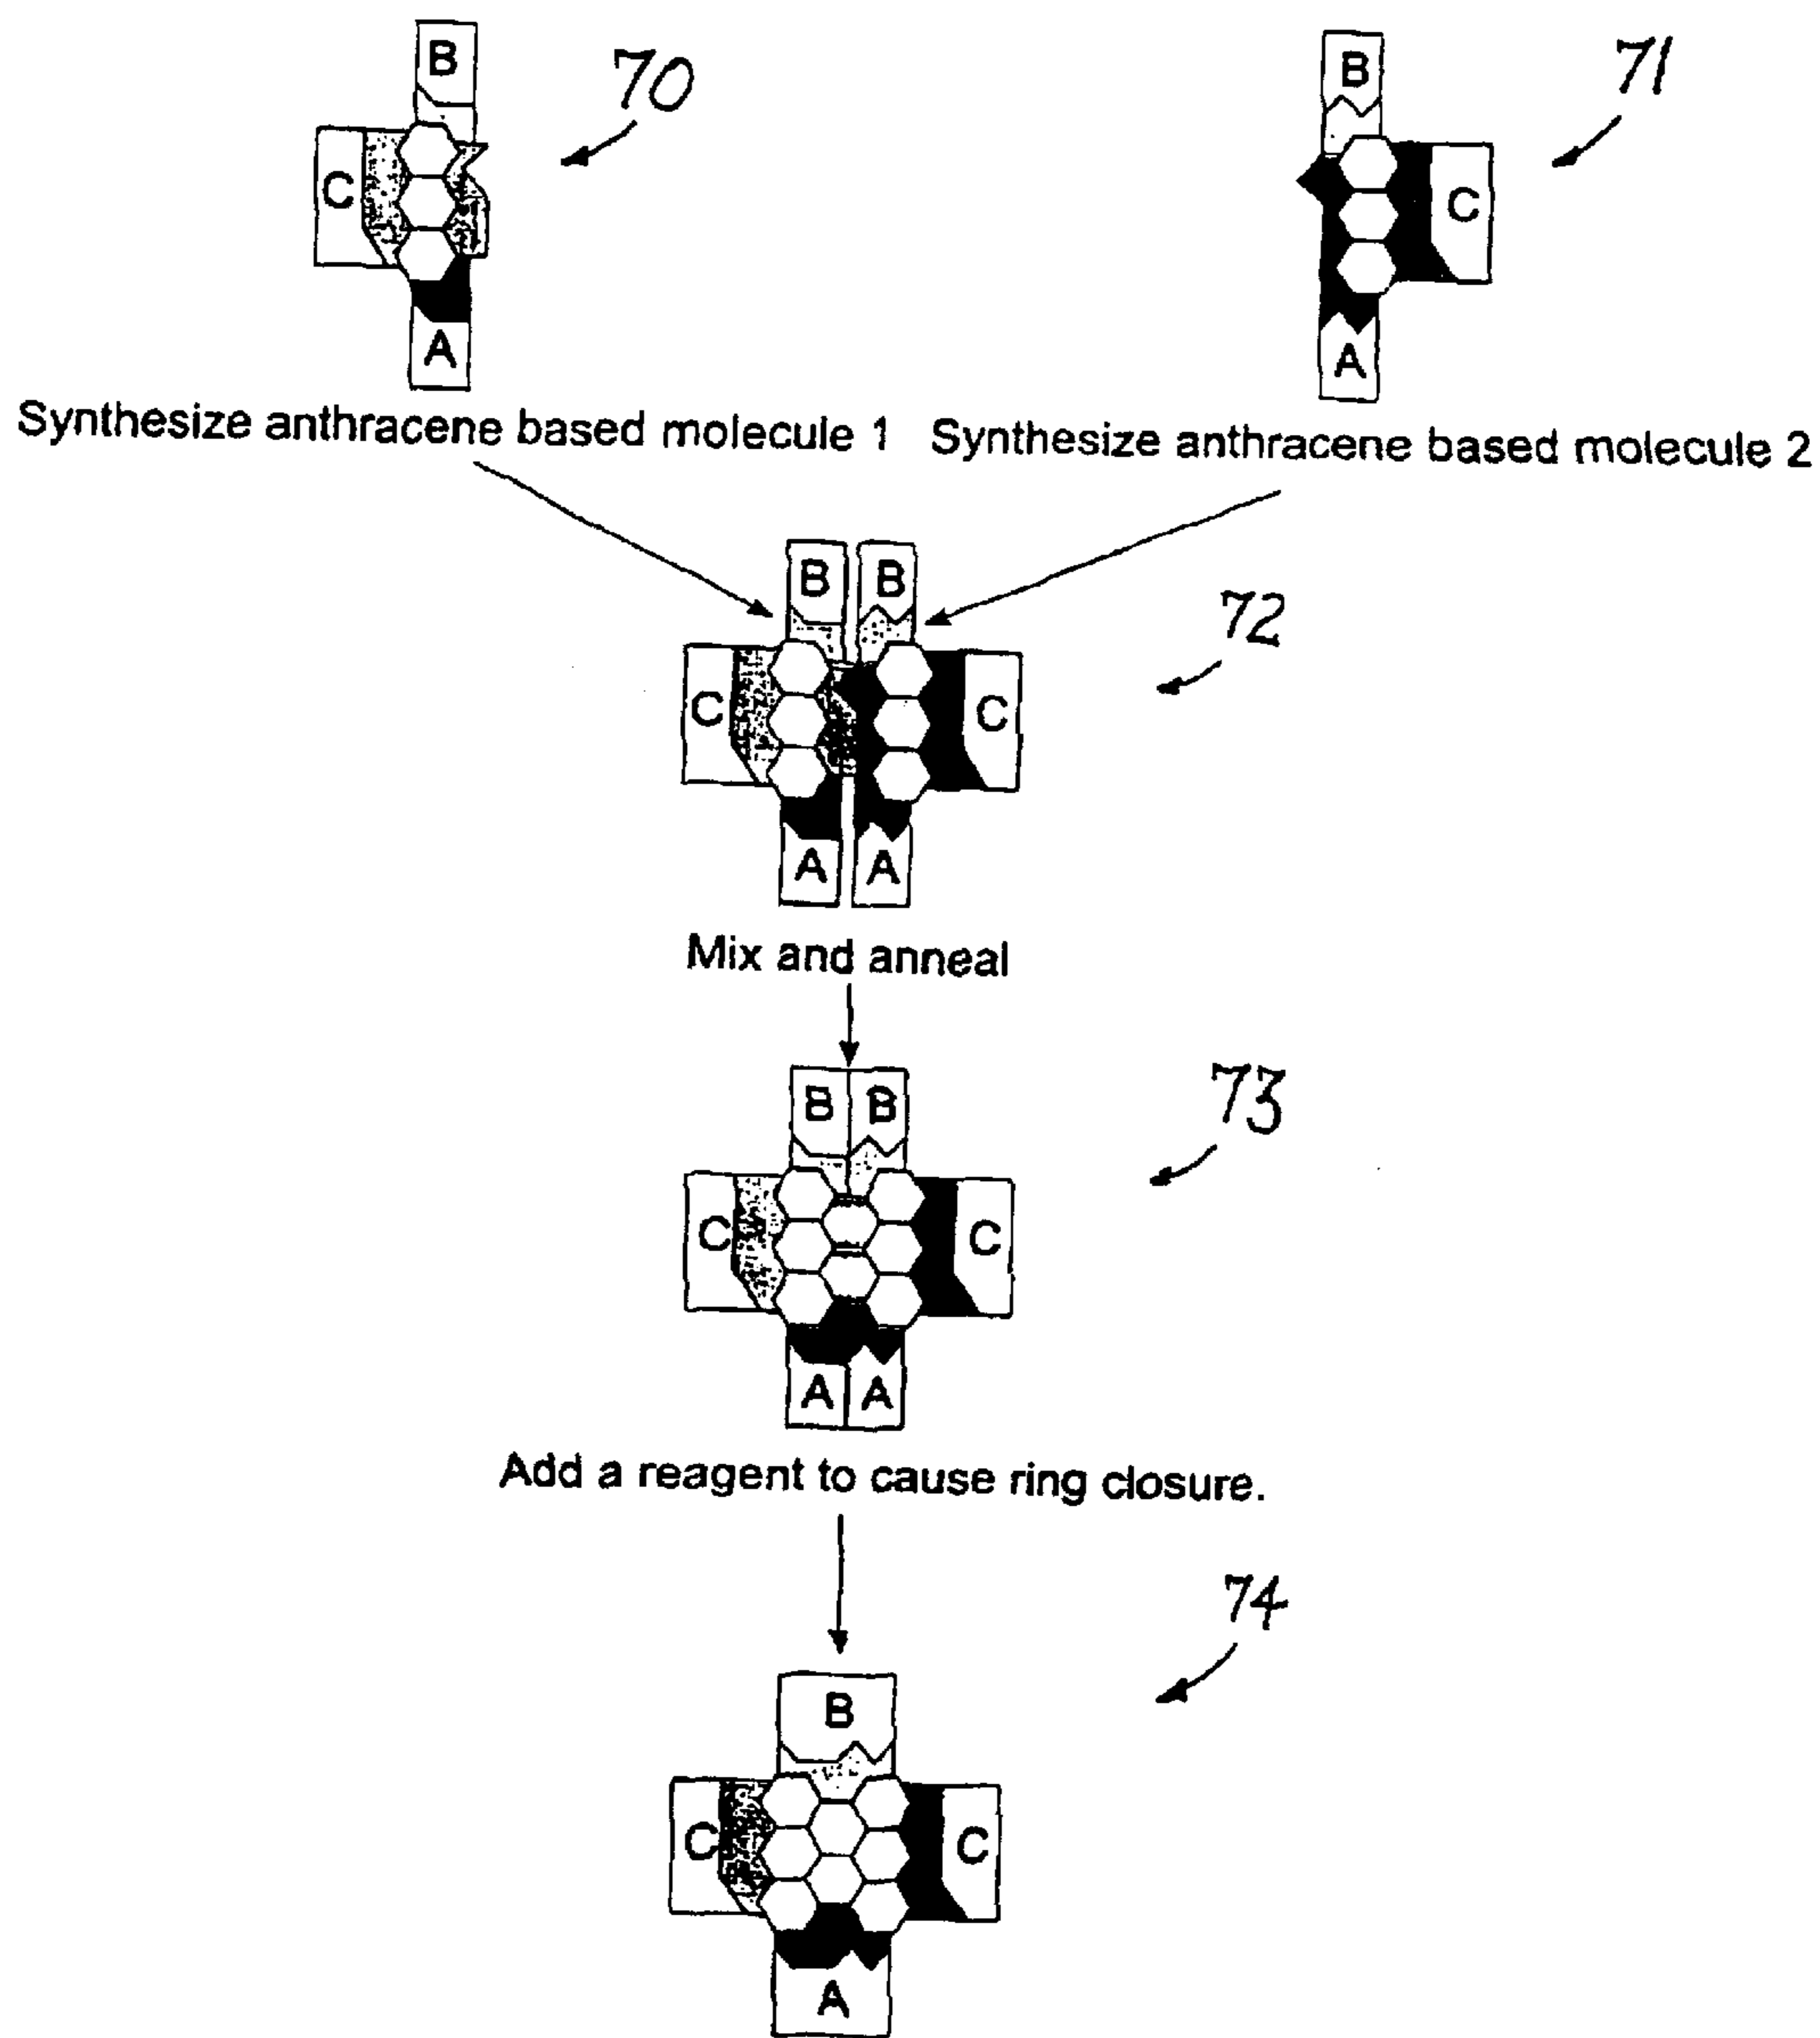 B
70
B
71
C
C
A
A
Synthesize anthracene based molecule 1
Synthesize anthracene based molecule 2
B B
72
C C
A A
Mix and anneal
B B
73
C C
A A
Add a reagent to cause ring closure.
74
B
C C
A